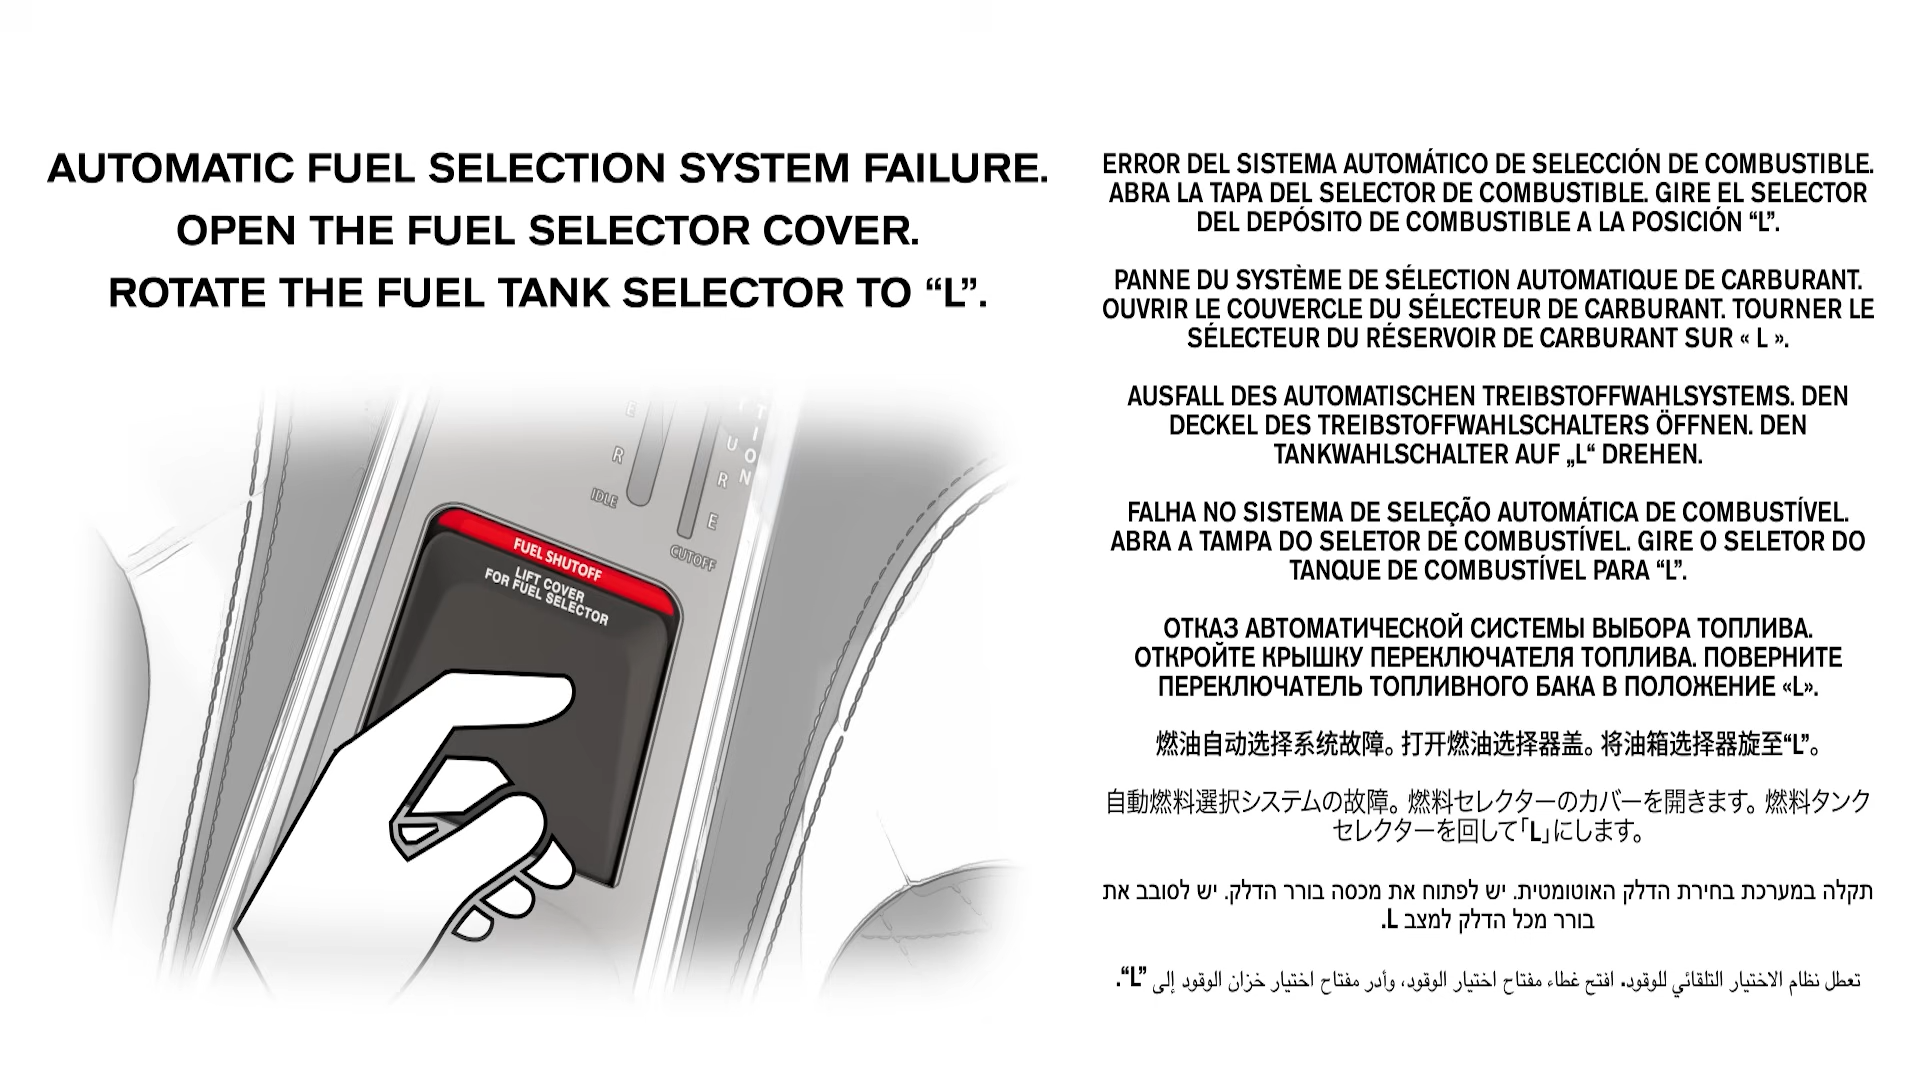 AUTOMATIC FUEL SELECTION SYSTEM FAILURE.
OPEN THE FUEL SELECTOR COVER.
ROTATE THE FUEL TANK SELECTOR TO “L”.
E
R
IDLE
T
I
O
N
U
R
E
CUTOFF
FUEL SHUTOFF
LIFT COVER
FOR FUEL SELECTOR
ERROR DEL SISTEMA AUTOMÁTICO DE SELECCIÓN DE COMBUSTIBLE.
ABRA LA TAPA DEL SELECTOR DE COMBUSTIBLE. GIRE EL SELECTOR
DEL DEPÓSITO DE COMBUSTIBLE A LA POSICIÓN “L”.
PANNE DU SYSTÈME DE SÉLECTION AUTOMATIQUE DE CARBURANT.
OUVRIR LE COUVERCLE DU SÉLECTEUR DE CARBURANT. TOURNER LE
SÉLECTEUR DU RÉSERVOIR DE CARBURANT SUR « L ».
AUSFALL DES AUTOMATISCHEN TREIBSTOFFWAHLSYSTEMS. DEN
DECKEL DES TREIBSTOFFWAHLSCHALTERS ÖFFNEN. DEN
TANKWAHLSCHALTER AUF „L“ DREHEN.
FALHA NO SISTEMA DE SELEÇÃO AUTOMÁTICA DE COMBUSTÍVEL.
ABRA A TAMPA DO SELETOR DE COMBUSTÍVEL. GIRE O SELETOR DO
TANQUE DE COMBUSTÍVEL PARA “L”.
ОТКАЗ АВТОМАТИЧЕСКОЙ СИСТЕМЫ ВЫБОРА ТОПЛИВА.
ОТКРОЙТЕ КРЫШКУ ПЕРЕКЛЮЧАТЕЛЯ ТОПЛИВА. ПОВЕРНИТЕ
ПЕРЕКЛЮЧАТЕЛЬ ТОПЛИВНОГО БАКА В ПОЛОЖЕНИЕ «L».
燃油自动选择系统故障。打开燃油选择器盖。将油箱选择器旋至“L”。
自動燃料選択システムの故障。燃料セレクターのカバーを開きます。燃料タンク
セレクターを回して「L」にします。
תקלה במערכת בחירת הדלק האוטומטית. יש לפתוח את מכסה בורר הדלק. יש לסובב את
בורר מכל הדלק למצב L.
تعطل نظام الاختيار التلقائي للوقود. افتح غطاء مفتاح اختيار الوقود، وأدر مفتاح اختيار خزان الوقود إلى "L".